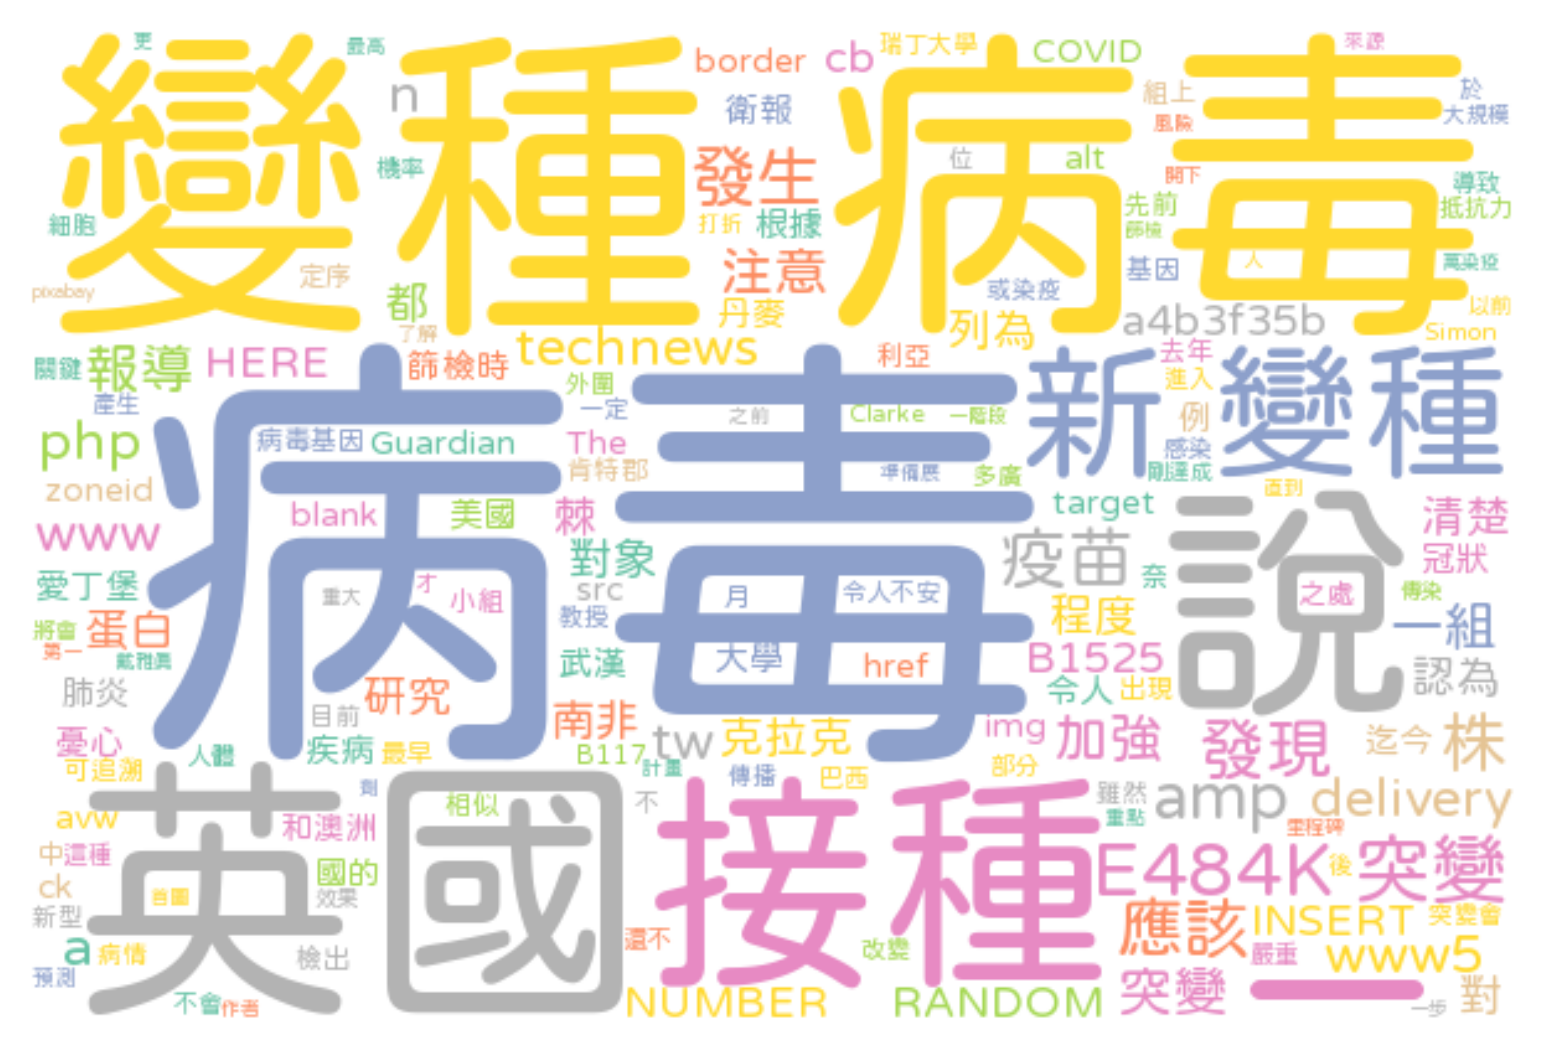 變種病毒
更
最高
n
border
cb
瑞丁大學
COVID
來源
衛報
組上
於
大規模
風險
機率
發生
位
alt
開下
導致
抵抗力
先前
篩檢
細胞
打折
根據
注意
定序
基因
人
萬染疫
pixabay
都
或染疫
了解
丹麥
列為
a4b3f35b
以前
Simon
technews
關鍵
報導
HERE
篩檢時
利亞
去年
病毒
新變種
產生
外圍
進入
一定
之前
Clarke
一階段
例
php
病毒基因
Guardian
The
感染
肯特郡
準備展
多廣
剛達成
zoneid
直到
blank
美國
棘
target
說
清楚
www
對象
疫苗
冠狀
奈
愛丁堡
重大
才
小組
src
月
令人不安
之處
傳染
將會
蛋白
教授
程度
一組
第一
戴雅真
武漢
大學
href
B1525
令人
出現
認為
肺炎
研究
目前
南非
img
加強
發現
迄今
株
憂心
疾病
最早
B117
tw
克拉克
可追溯
人體
計畫
傳播
巴西
部分
英國
接種
劑
相似
不
雖然
amp
delivery
重點
avw
和澳洲
里程碑
中
這種
國的
E484K
後
突變
ck
首圖
效果
新型
應該
INSERT
突變會
a
病情
檢出
還不
改變
嚴重
www5
預測
突變
一
對
不會
作者
NUMBER
RANDOM
一步